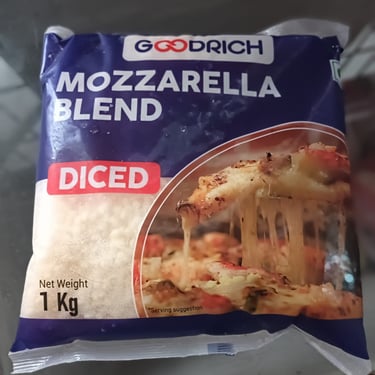 GOODRICH
MOZZARELLA
BLEND
DICED
Net Weight
1 Kg
*Serving suggestion